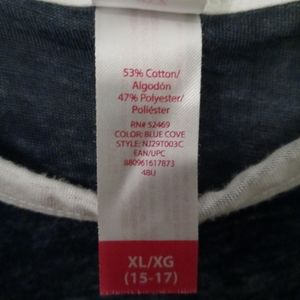 53% Cotton/
Algodón
47% Polyester/
Poliéster
RN# 52469
COLOR: BLUE COVE
STYLE: NJ29T003C
EAN/UPC
880961617873
4BU
XL/XG
(15-17)